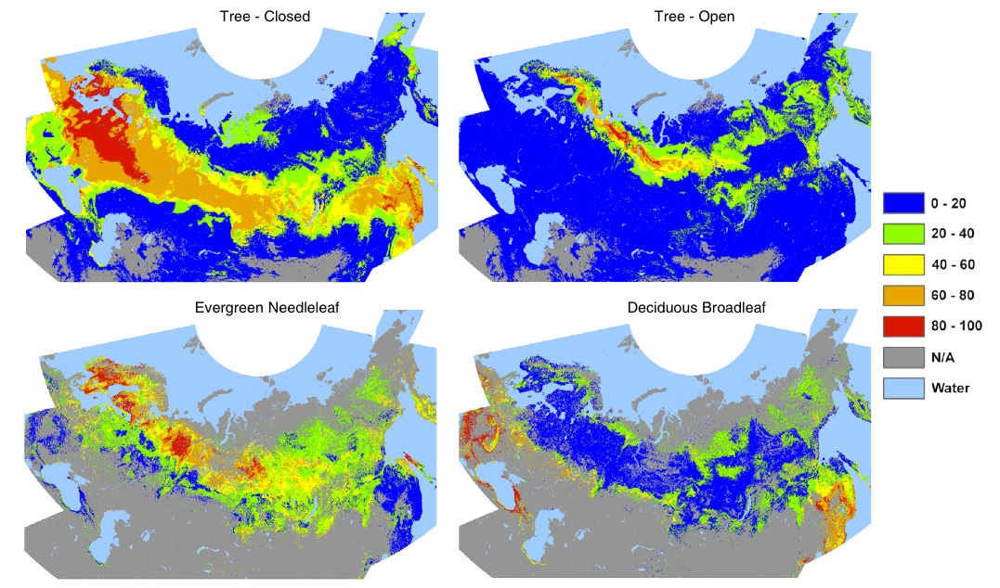 Tree - Closed
Tree - Open
0 - 20
20 - 40
40 - 60
60 - 80
80 - 100
N/A
Water
Evergreen Needleleaf
Deciduous Broadleaf